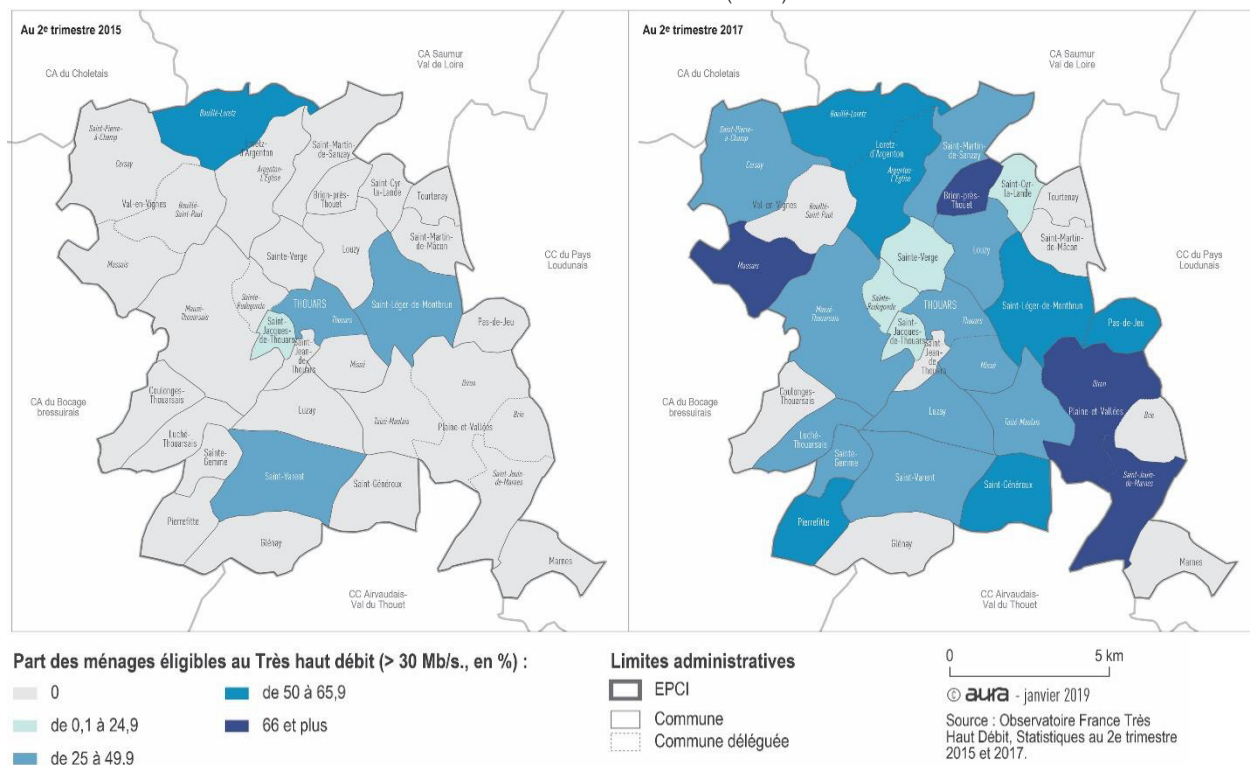 Au 2e trimestre 2015
CA du Choletais
CA Saumur
Val de Loire
Bouillé-Loretz
Saint-Pierre-
à-Champ
Cersay
Loretz-
d'Argenton
Argenton-
L'Eglise
Saint-Martin-
de-Sanzay
Brion-près-
Thouet
Saint-Cyr-
la-Lande
Tourtenay
Val-en-Vignes
Bouillé-
Saint-Paul
Saint-Martin-
de-Mâcon
CC du Pays
Loudunais
Massais
Sainte-Verge
Louzy
Mauzé-
Thouarsais
Sainte-
Radegonde
THOUARS
Thouars
Saint-Léger-de-Montbrun
Saint-
Jacques-
de-Thouars
Saint-
Jean-
de-
Thouars
Missé
Pas-de-Jeu
CA du Bocage
bressuirais
Coulonges-
Thouarsais
Luzay
Taizé-Maulais
Oiron
Brie
Plaine-et-Vallées
Luché-
Thouarsais
Sainte-
Gemme
Saint-Varent
Saint-Généroux
Saint-Jouin-
de-Marnes
Pierrefitte
Glénay
Marnes
CC Airvaudais-
Val du Thouet
Au 2e trimestre 2017
CA du Choletais
CA Saumur
Val de Loire
Bouillé-Loretz
Saint-Pierre-
à-Champ
Cersay
Loretz-
d'Argenton
Argenton-
L'Eglise
Saint-Martin-
de-Sanzay
Brion-près-
Thouet
Saint-Cyr-
la-Lande
Tourtenay
Val-en-Vignes
Bouillé-
Saint-Paul
Saint-Martin-
de-Mâcon
CC du Pays
Loudunais
Massais
Sainte-Verge
Louzy
Mauzé-
Thouarsais
Sainte-
Radegonde
THOUARS
Thouars
Saint-Léger-de-Montbrun
Saint-
Jacques-
de-Thouars
Saint-
Jean-
de-
Thouars
Missé
Pas-de-Jeu
CA du Bocage
bressuirais
Coulonges-
Thouarsais
Luzay
Taizé-Maulais
Oiron
Brie
Plaine-et-Vallées
Luché-
Thouarsais
Sainte-
Gemme
Saint-Varent
Saint-Généroux
Saint-Jouin-
de-Marnes
Pierrefitte
Glénay
Marnes
CC Airvaudais-
Val du Thouet
Part des ménages éligibles au Très haut débit (> 30 Mb/s., en %) :
0
de 0,1 à 24,9
de 25 à 49.9
de 50 à 65,9
66 et plus
Limites administratives
EPCI
Commune
Commune déléguée
0 5 km
© aura - janvier 2019
Source : Observatoire France Très
Haut Débit, Statistiques au 2e trimestre
2015 et 2017.